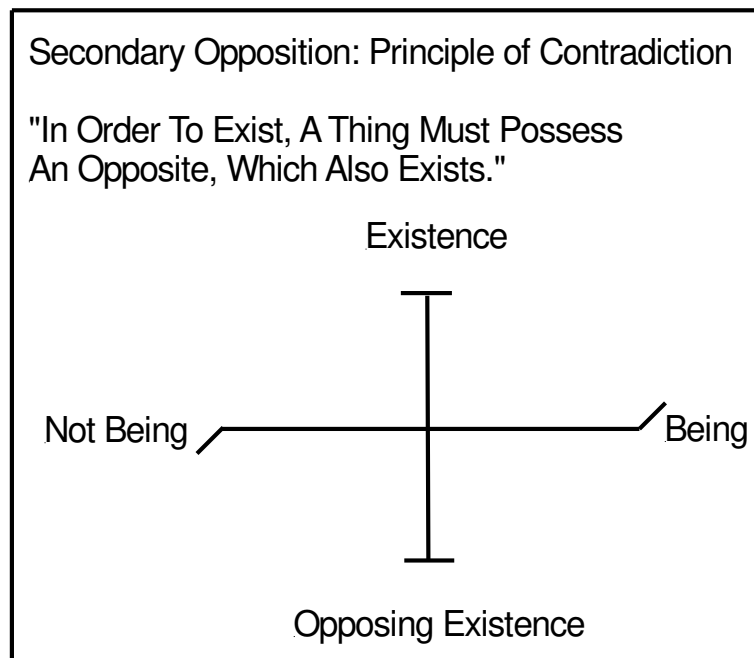 Secondary Opposition: Principle of Contradiction
"In Order To Exist, A Thing Must Possess
An Opposite, Which Also Exists."
Existence
Not Being
Being
Opposing Existence